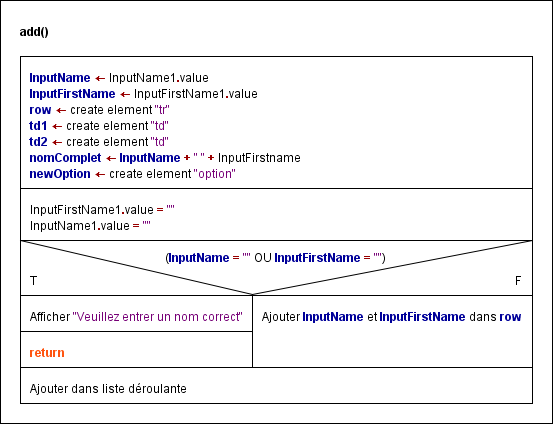 add()
InputName ← InputName1.value
InputFirstName ← InputFirstName1.value
row ← create element "tr"
td1 ← create element "td"
td2 ← create element "td"
nomComplet ← InputName + " " + InputFirstname
newOption ← create element "option"
InputFirstName1.value = ""
InputName1.value = ""
(InputName = "" OU InputFirstName = "")
T F
Afficher "Veuillez entrer un nom correct" Ajouter InputName et InputFirstName dans row
return
Ajouter dans liste déroulante